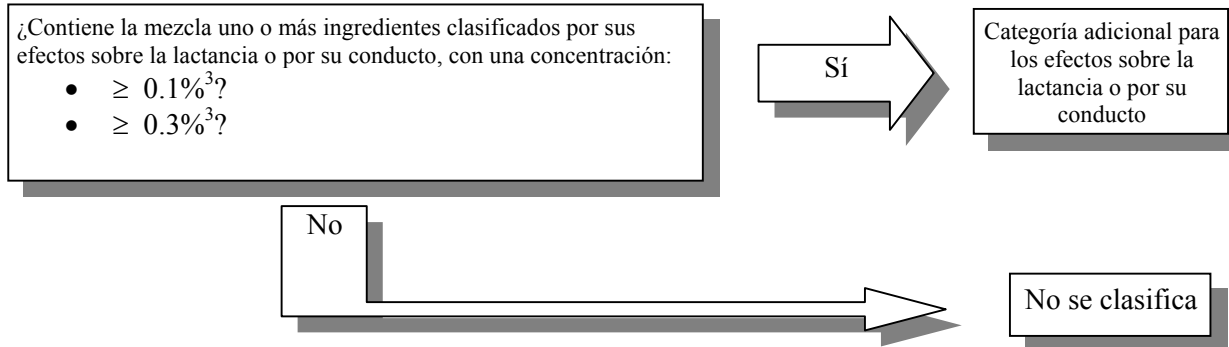 ¿Contiene la mezcla uno o más ingredientes clasificados por sus
efectos sobre la lactancia o por su conducto, con una concentración:
• ≥ 0.1%³?
• ≥ 0.3%³?
Sí
Categoría adicional para
los efectos sobre la
lactancia o por su
conducto
No
No se clasifica